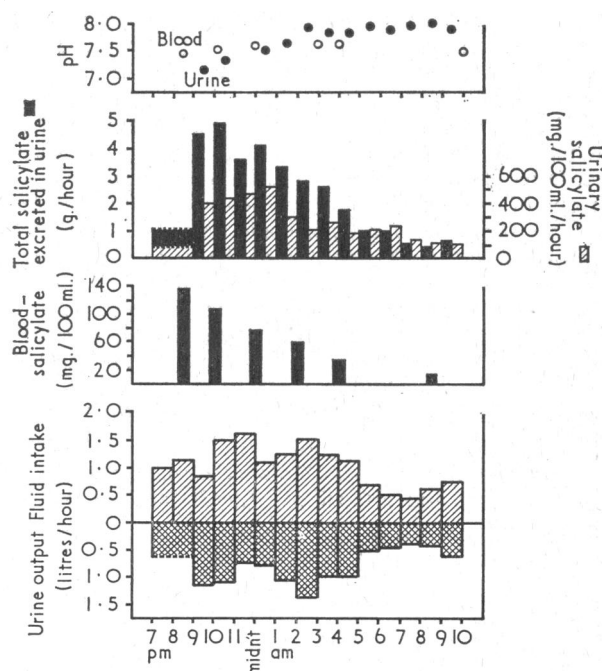 8·0
7·5
7·0
pH
Blood
Urine
Total salicylate
excreted in urine
(g./hour)
5
4
3
2
1
0
600
400
200
0
Urinary
salicylate
(mg./100ml/hour)
Blood-
salicylate
(mg./100ml.)
140
100
60
20
Urine output Fluid intake
(litres/hour)
2·0
1·5
1·0
0·5
0
0·5
1·0
1·5
7 8 9 10 11 midn't 1 2 3 4 5 6 7 8 9 10
pm am